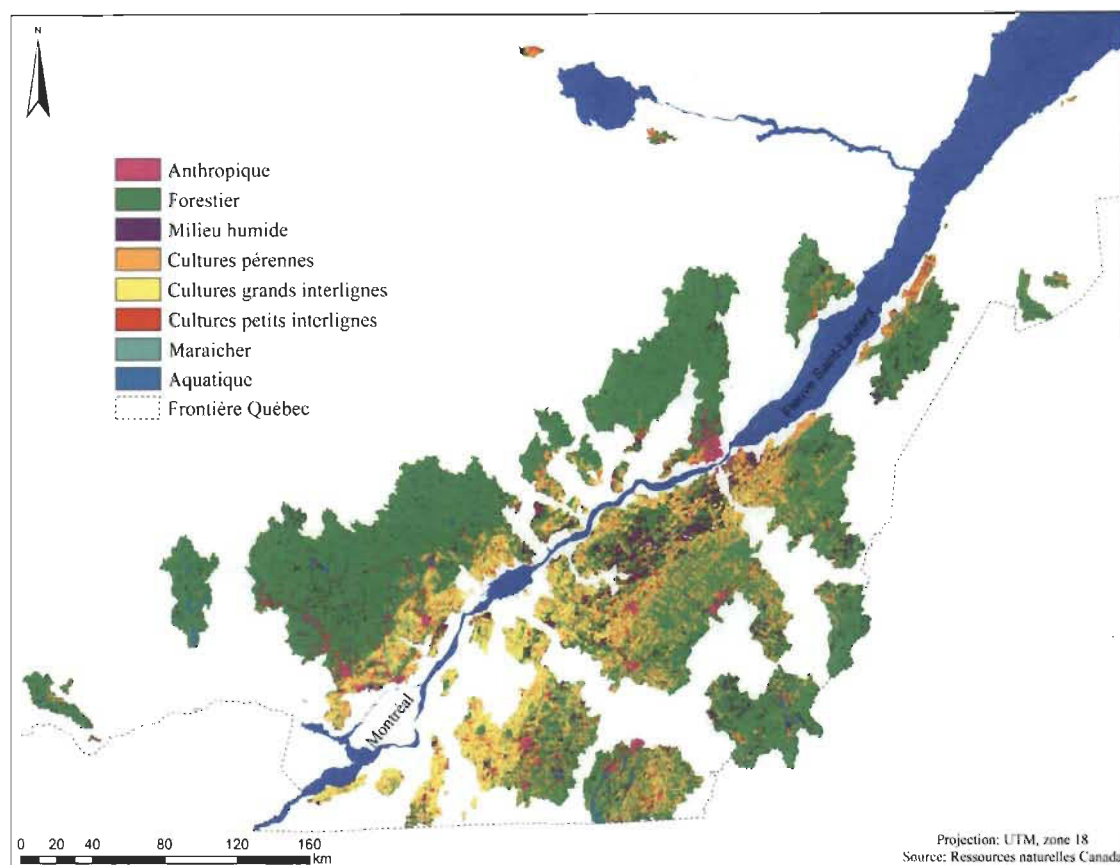 N
Anthropique
Forestier
Milieu humide
Cultures pérennes
Cultures grands interlignes
Cultures petits interlignes
Maraicher
Aquatique
Frontière Québec
Fleuve Saint-Laurent
Montréal
0 20 40 80 120 160
km
Projection: UTM, zone 18
Source: Ressources naturelles Canada